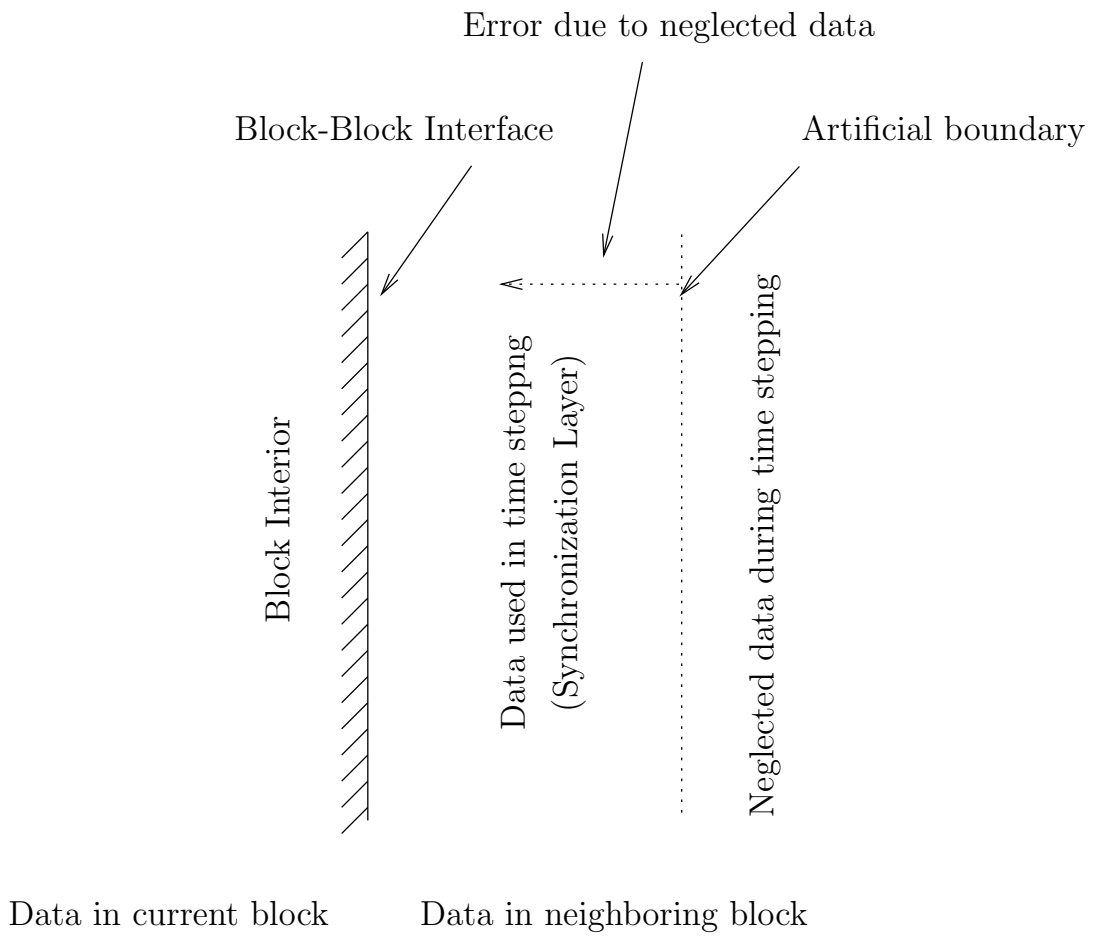 Error due to neglected data
Block-Block Interface
Artificial boundary
Block Interior
Data used in time steppng
(Synchronization Layer)
Neglected data during time stepping
Data in current block
Data in neighboring block